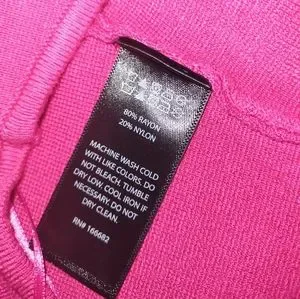 80% RAYON
20% NYLON
MACHINE WASH COLD
WITH LIKE COLORS. DO
NOT BLEACH. TUMBLE
DRY LOW. COOL IRON IF
NECESSARY. DO NOT
DRY CLEAN.
RN# 166682